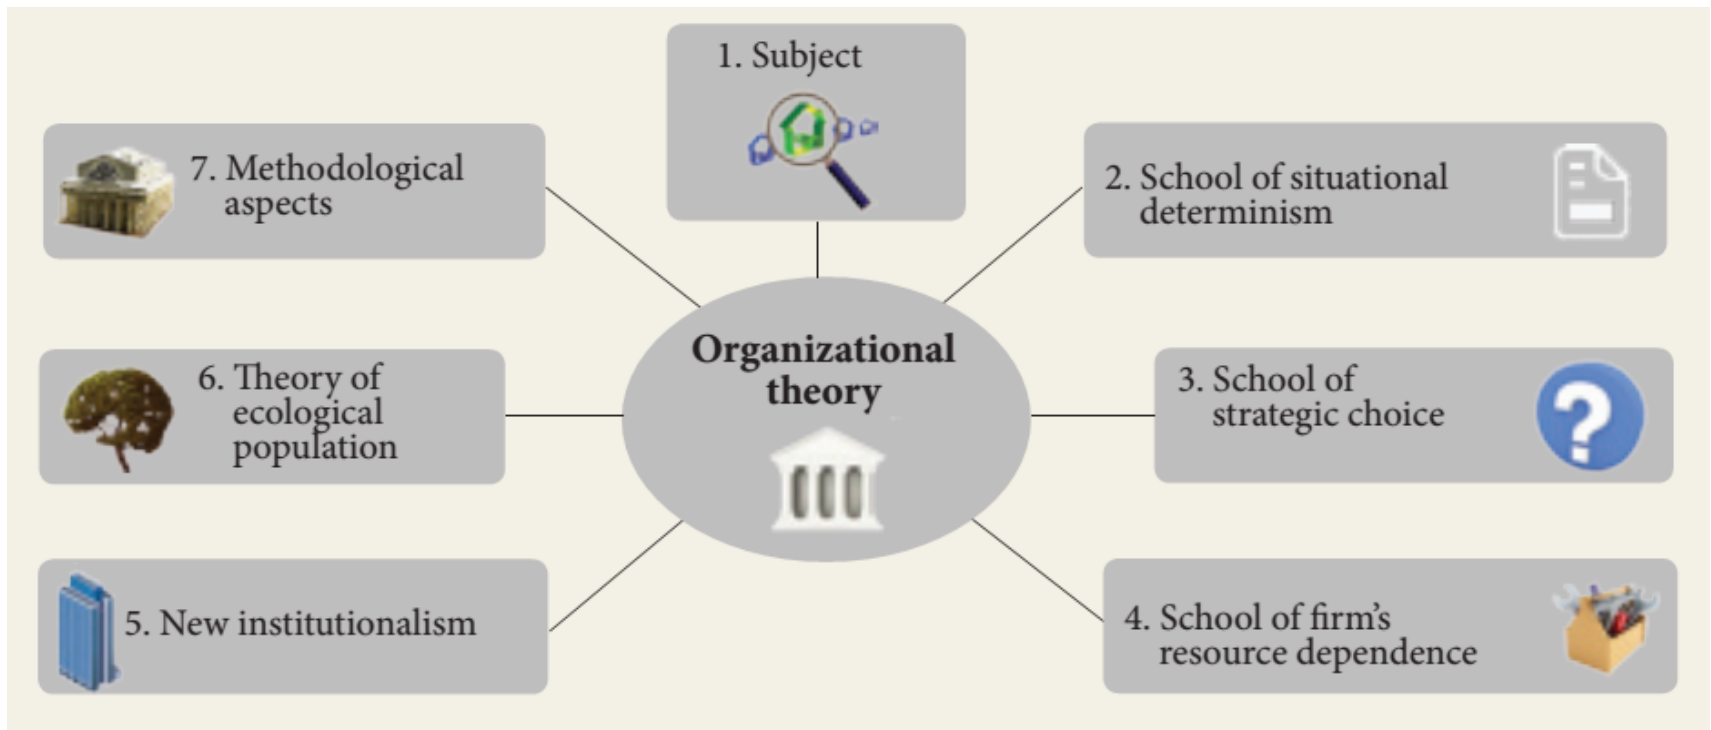 1. Subject
7. Methodological
aspects
2. School of situational
determinism
Organizational
theory
6. Theory of
ecological
population
3. School of
strategic choice
5. New institutionalism
4. School of firm's
resource dependence